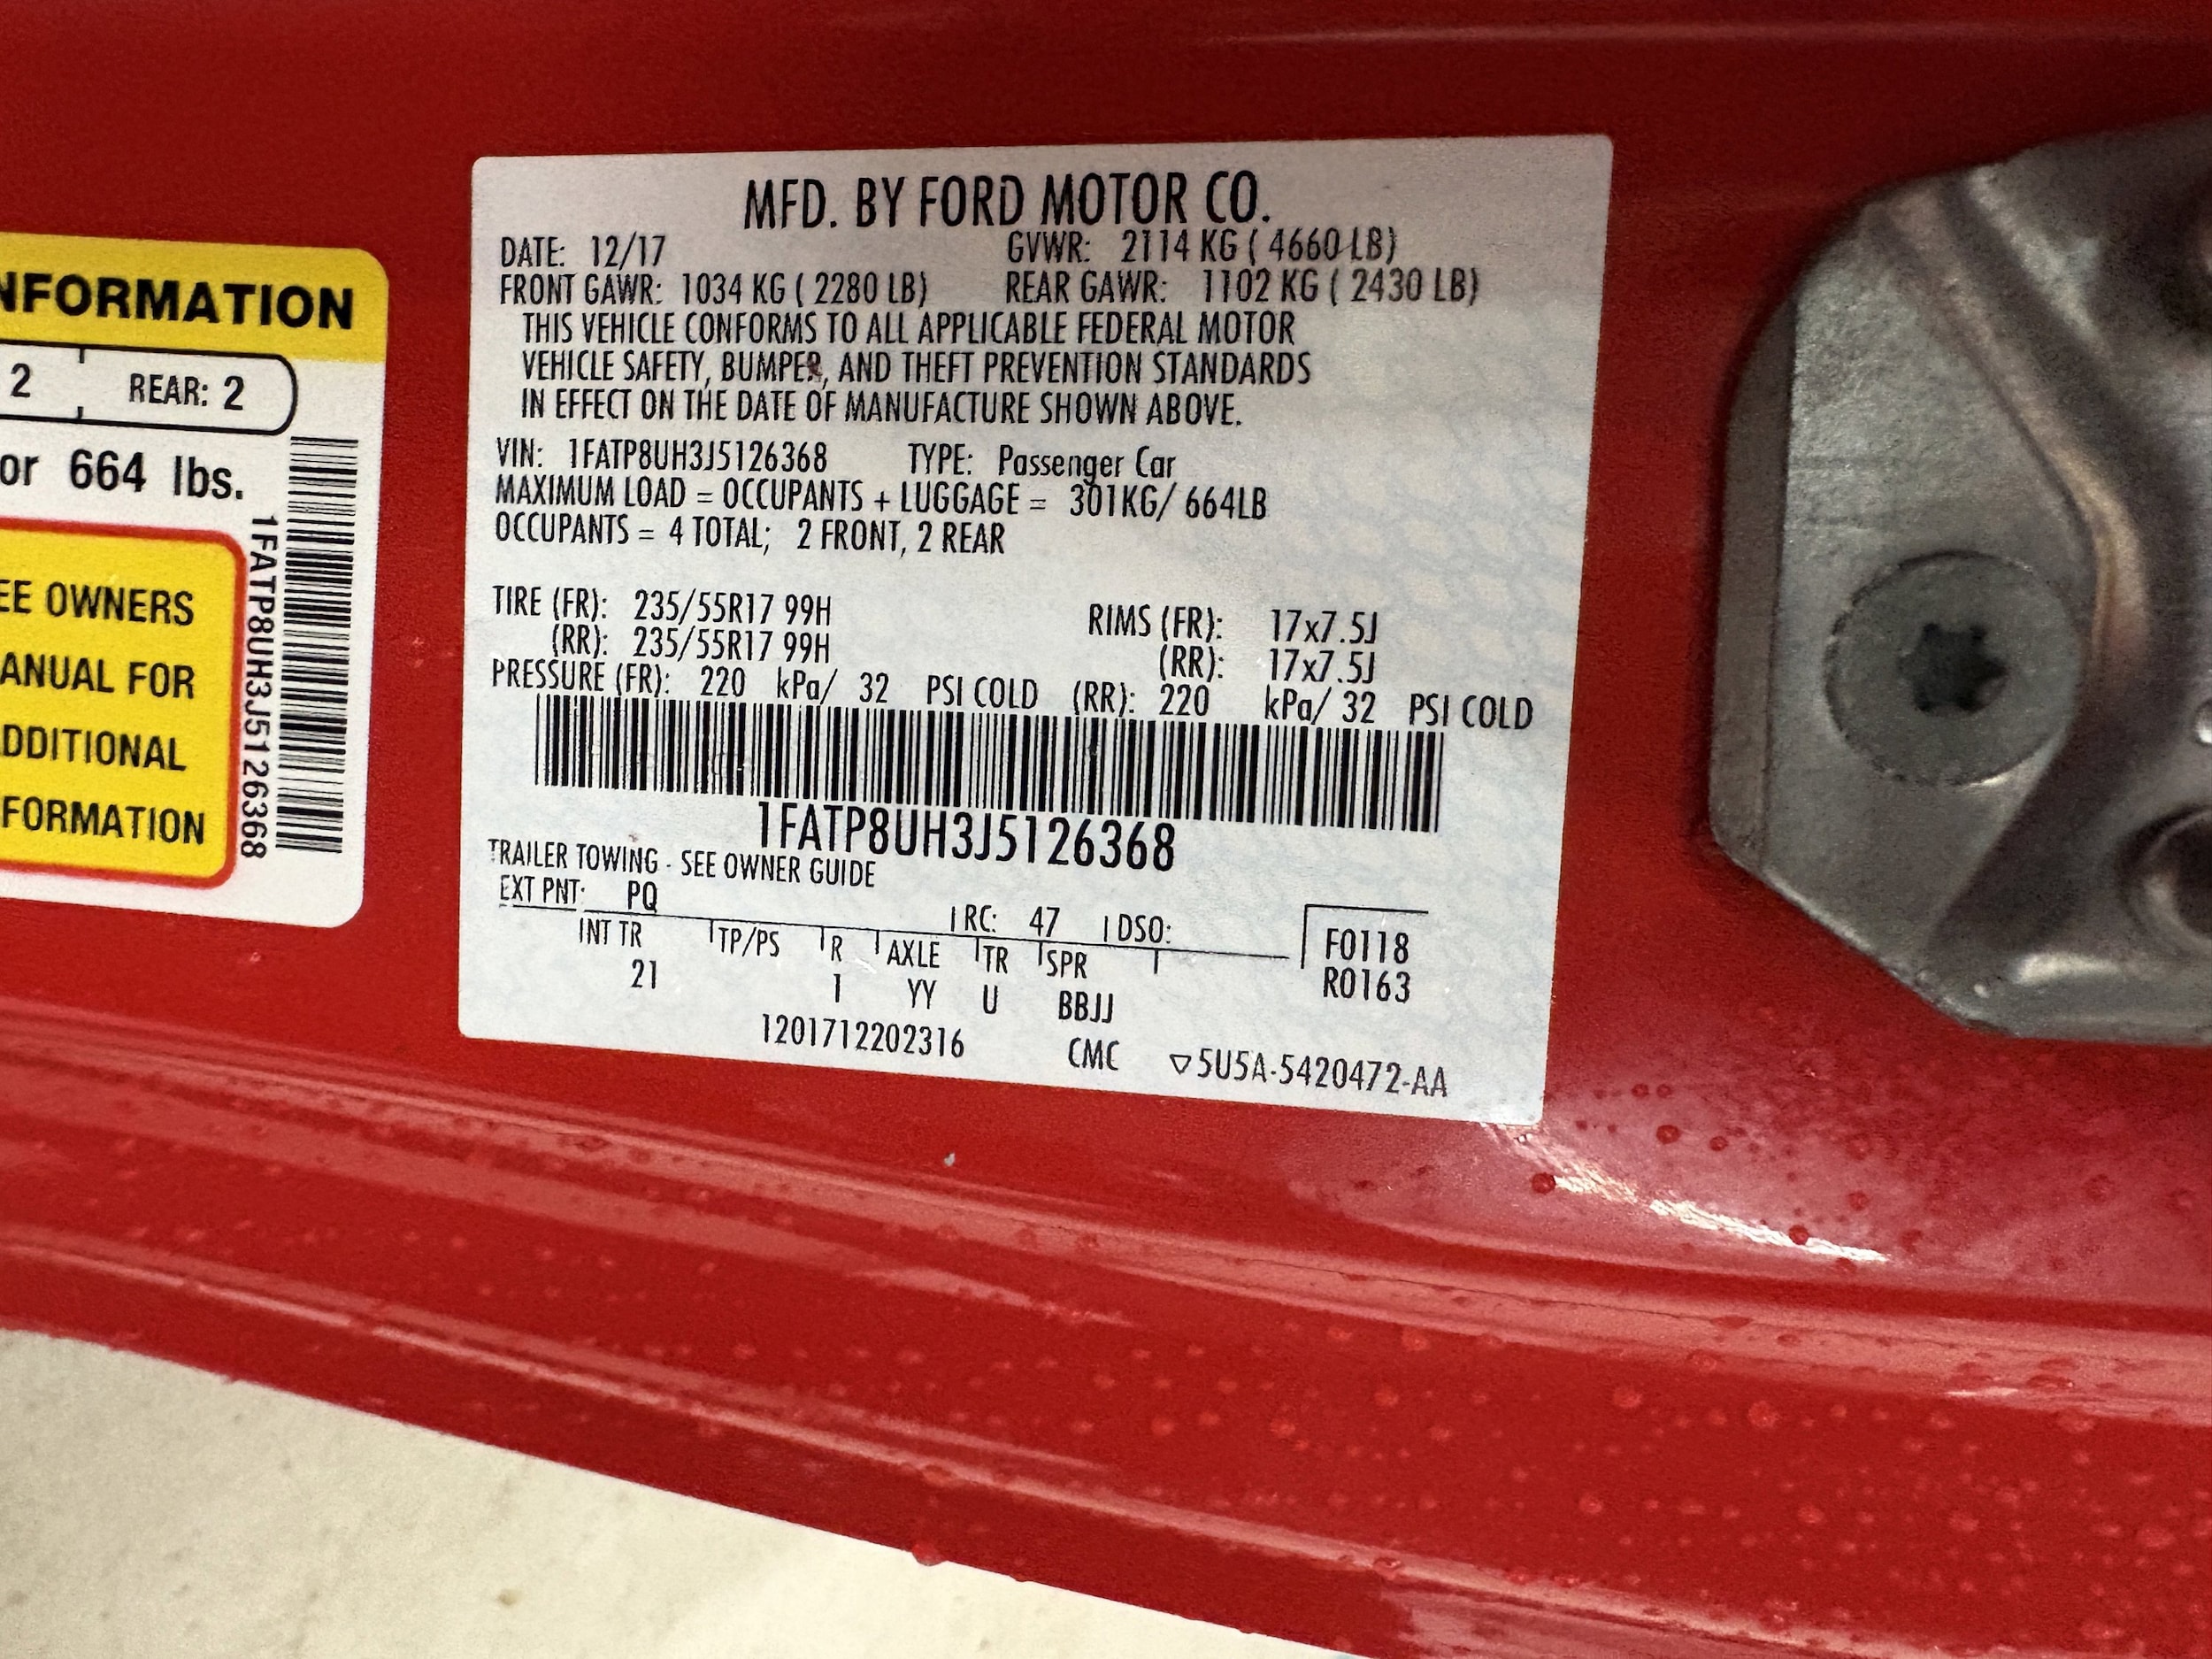 NFORMATION
2 REAR: 2
or 664 lbs.
EE OWNERS
ANUAL FOR
DDITIONAL
FORMATION
1FATP8UH3J5126368
MFD. BY FORD MOTOR CO.
DATE: 12/17 GVWR: 2114 KG ( 4660 LB)
FRONT GAWR: 1034 KG ( 2280 LB) REAR GAWR: 1102 KG ( 2430 LB)
THIS VEHICLE CONFORMS TO ALL APPLICABLE FEDERAL MOTOR
VEHICLE SAFETY, BUMPER, AND THEFT PREVENTION STANDARDS
IN EFFECT ON THE DATE OF MANUFACTURE SHOWN ABOVE.
VIN: 1FATP8UH3J5126368 TYPE: Passenger Car
MAXIMUM LOAD = OCCUPANTS + LUGGAGE = 301KG/ 664LB
OCCUPANTS = 4 TOTAL; 2 FRONT, 2 REAR
TIRE (FR): 235/55R17 99H RIMS (FR): 17x7.5J
(RR): 235/55R17 99H (RR): 17x7.5J
PRESSURE (FR): 220 kPa/ 32 PSI COLD (RR): 220 kPa/ 32 PSI COLD
1FATP8UH3J5126368
TRAILER TOWING - SEE OWNER GUIDE
EXT PNT: PQ RC: 47 DSO:
INT TR TP/PS R AXLE TR SPR F0118
21 1 YY U BBJJ R0163
1201712202316 CMC ▽5U5A-5420472-AA